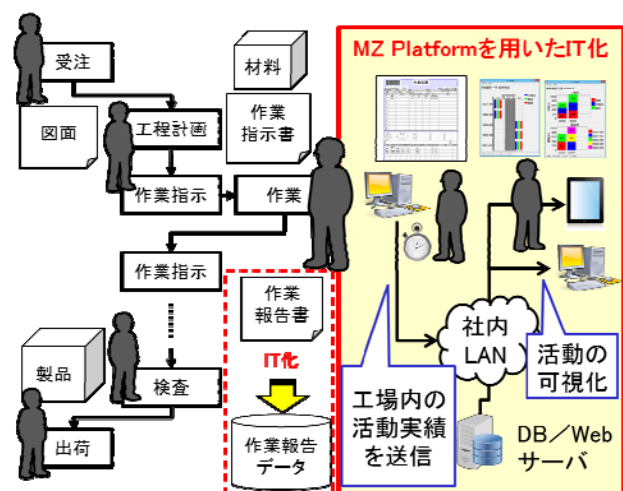 受注
材料
図面
工程計画
作業
指示書
作業指示
作業
作業指示
作業
報告書
IT化
製品
検査
出荷
作業報告
データ
MZ Platformを用いたIT化
社内
LAN
工場内の
活動実績
を送信
活動の
可視化
DB／Web
サーバ